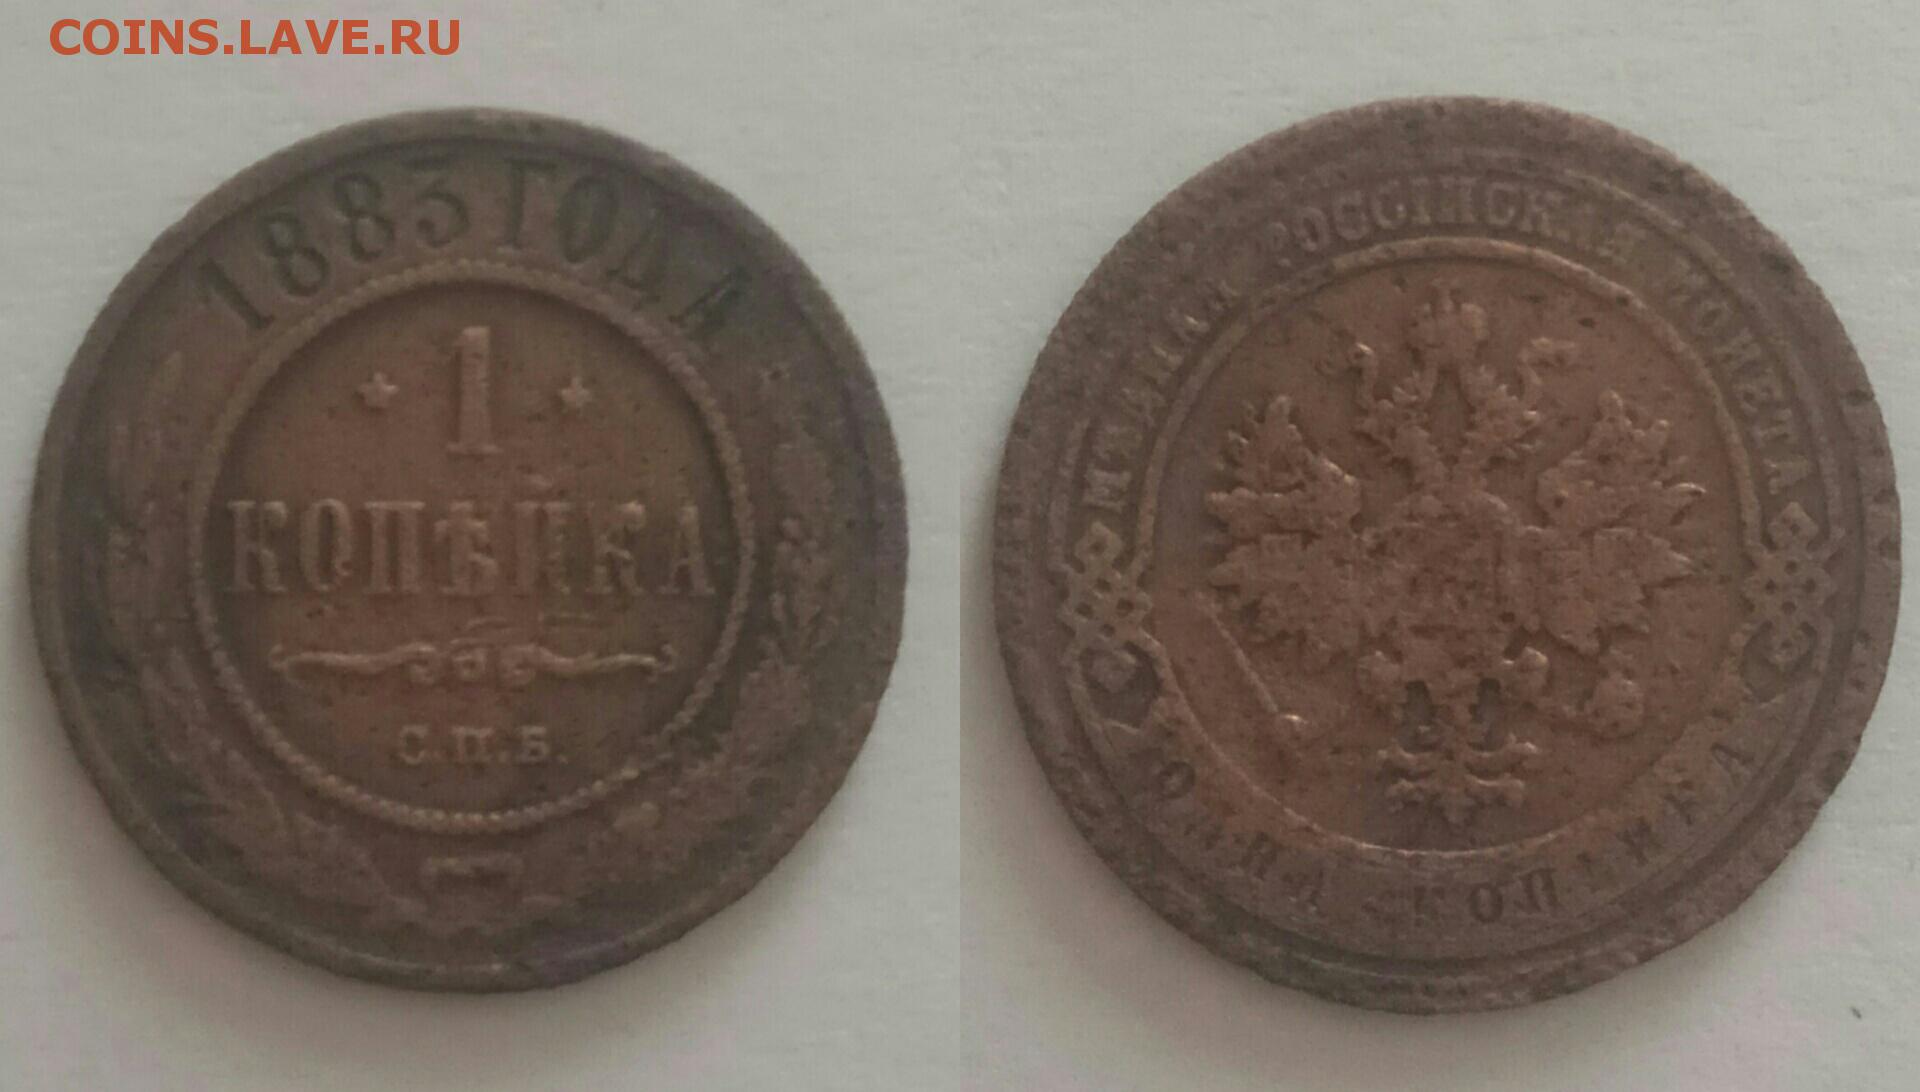 COINS.LAVE.RU
1883 ГОДА
1
КОПѢЙКА
С.П.Б.
МѢДНАЯ РОССІЙСКАЯ МОНЕТА
ОДНА КОПѢЙКА